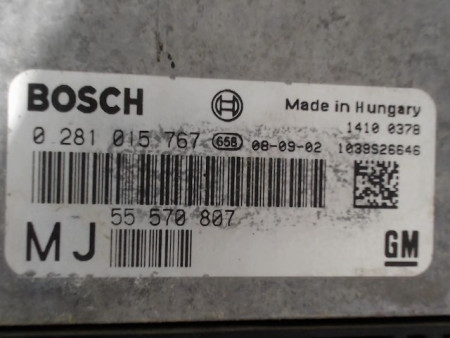 BOSCH
Made in Hungary
1410 0378
0 281 015 767 658 08-09-02 1039S26646
55 570 807
MJ
GM